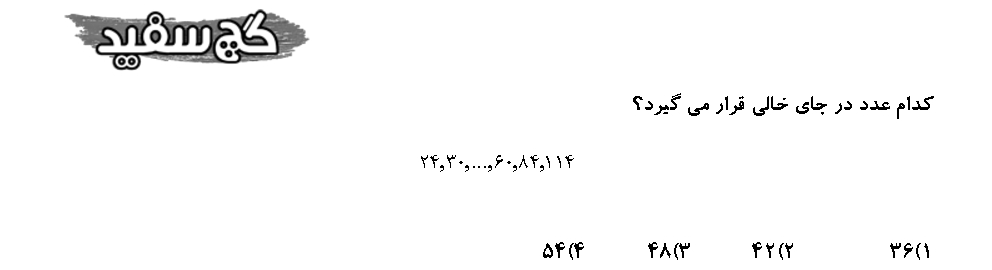 گچ سفید
کدام عدد در جای خالی قرار می گیرد؟
۲۴,۳۰,...,۶۰,۸۴,۱۱۴
۱)۳۶ ۲)۴۲ ۳)۴۸ ۴)۵۴